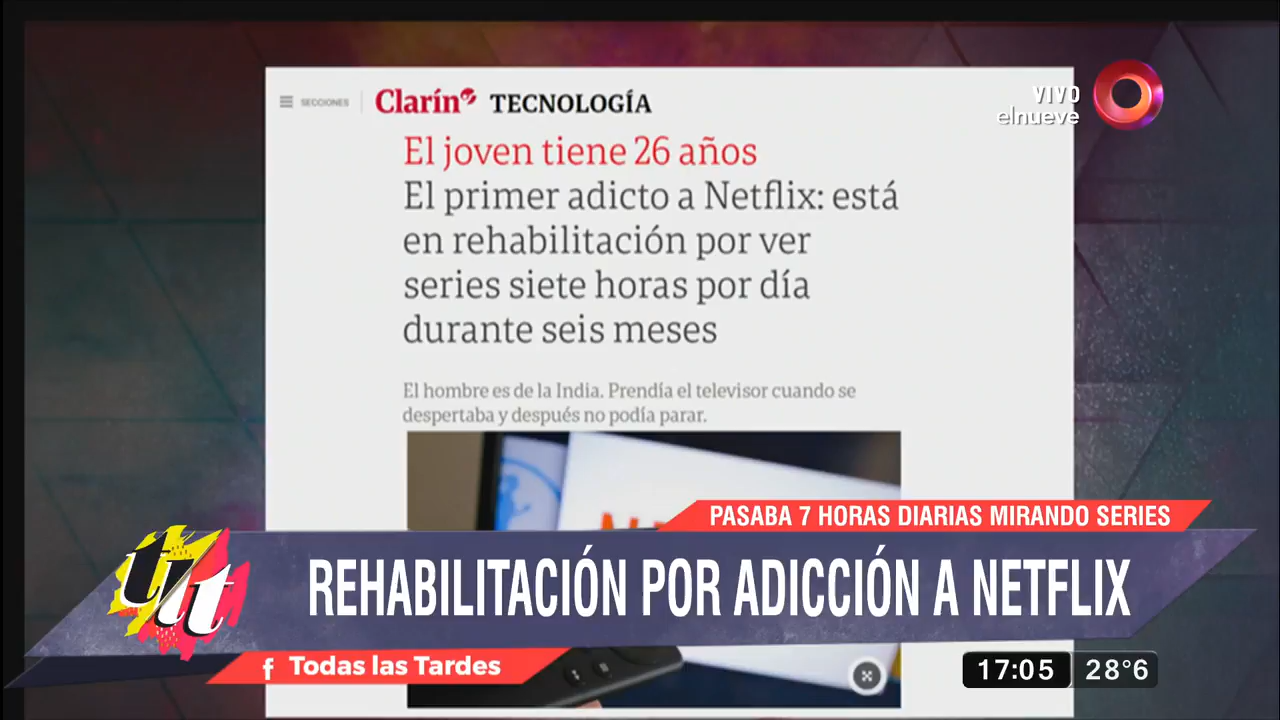 SECCIONES
Clarín TECNOLOGÍA
VIVO
elnueve
El joven tiene 26 años
El primer adicto a Netflix: está
en rehabilitación por ver
series siete horas por día
durante seis meses
El hombre es de la India. Prendía el televisor cuando se
despertaba y después no podía parar.
PASABA 7 HORAS DIARIAS MIRANDO SERIES
tlt
REHABILITACIÓN POR ADICCIÓN A NETFLIX
f Todas las Tardes
17:05 28°6